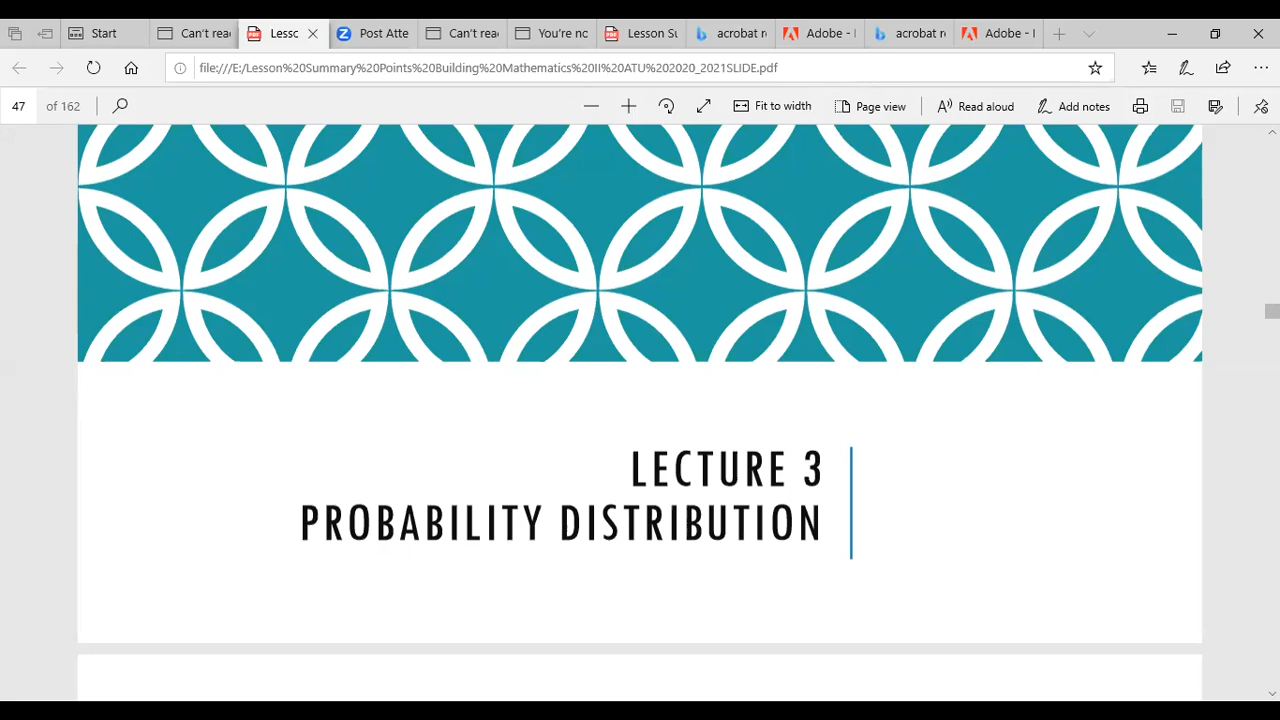 Start
Can't rea
Lessc
Post Atte
Can't rea
You're nc
Lesson Su
acrobat r
Adobe - I
acrobat r
Adobe - I
file:///E:/Lesson%20Summary%20Points%20Building%20Mathematics%20II%20ATU%202020_2021SLIDE.pdf
47 of 162
Fit to width
Page view
Read aloud
Add notes
LECTURE 3
PROBABILITY DISTRIBUTION